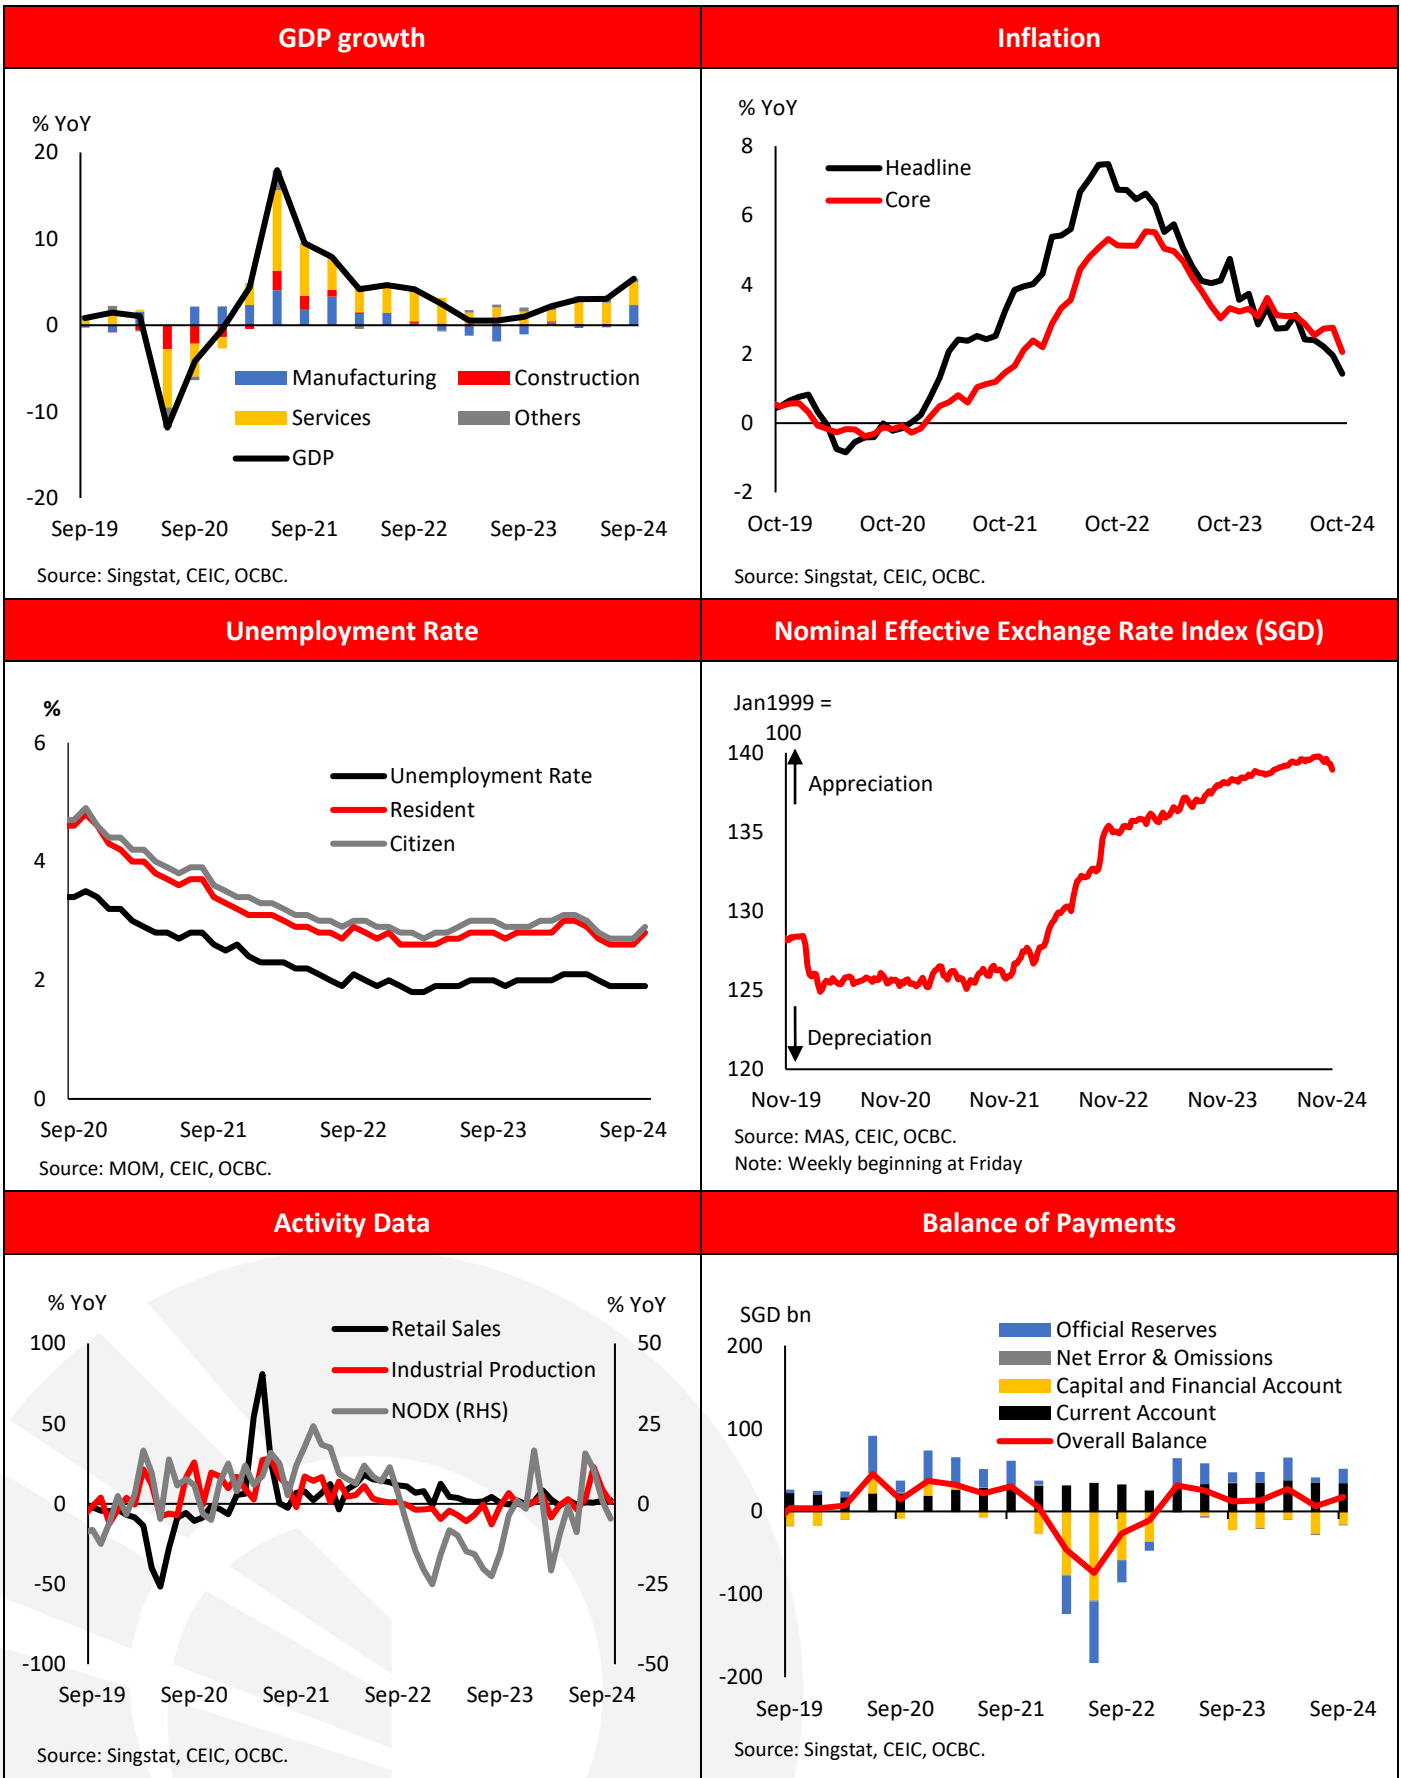 GDP growth
% YoY
20
10
0
-10
-20
Manufacturing
Construction
Services
Others
GDP
Sep-19
Sep-20
Sep-21
Sep-22
Sep-23
Sep-24
Source: Singstat, CEIC, OCBC.
Inflation
% YoY
8
6
4
2
0
-2
Headline
Core
Oct-19
Oct-20
Oct-21
Oct-22
Oct-23
Oct-24
Source: Singstat, CEIC, OCBC.
Unemployment Rate
%
6
4
2
0
Unemployment Rate
Resident
Citizen
Sep-20
Sep-21
Sep-22
Sep-23
Sep-24
Source: MOM, CEIC, OCBC.
Nominal Effective Exchange Rate Index (SGD)
Jan1999 =
100
140
135
130
125
120
Appreciation
Depreciation
Nov-19
Nov-20
Nov-21
Nov-22
Nov-23
Nov-24
Source: MAS, CEIC, OCBC.
Note: Weekly beginning at Friday
Activity Data
% YoY
% YoY
100
50
0
-50
-100
50
25
0
-25
-50
Retail Sales
Industrial Production
NODX (RHS)
Sep-19
Sep-20
Sep-21
Sep-22
Sep-23
Sep-24
Source: Singstat, CEIC, OCBC.
Balance of Payments
SGD bn
200
100
0
-100
-200
Official Reserves
Net Error & Omissions
Capital and Financial Account
Current Account
Overall Balance
Sep-19
Sep-20
Sep-21
Sep-22
Sep-23
Sep-24
Source: Singstat, CEIC, OCBC.